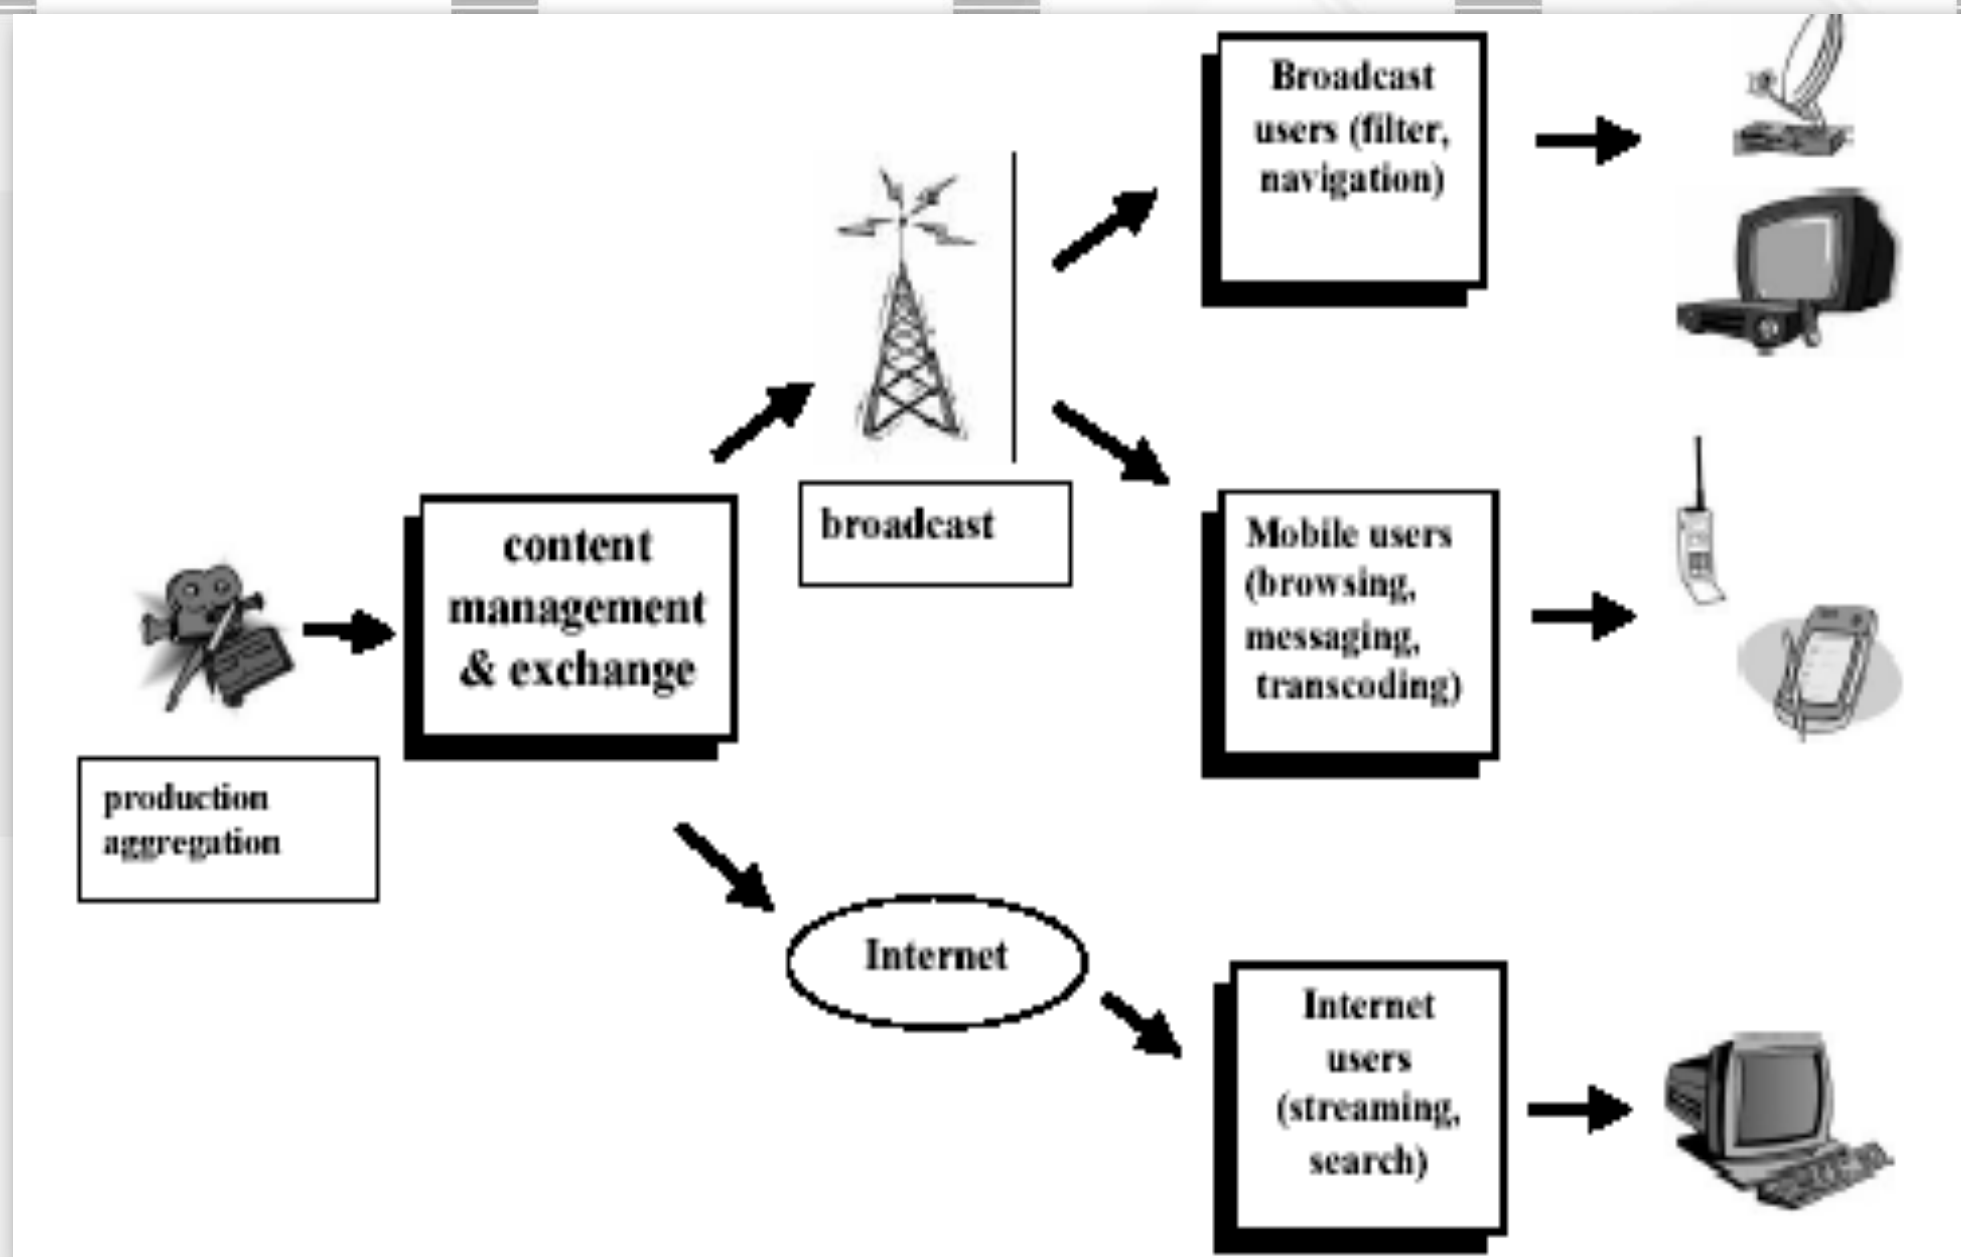 Broadcast
users (filter,
navigation)
broadcast
content
management
& exchange
Mobile users
(browsing,
messaging,
transcoding)
production
aggregation
Internet
Internet
users
(streaming,
search)